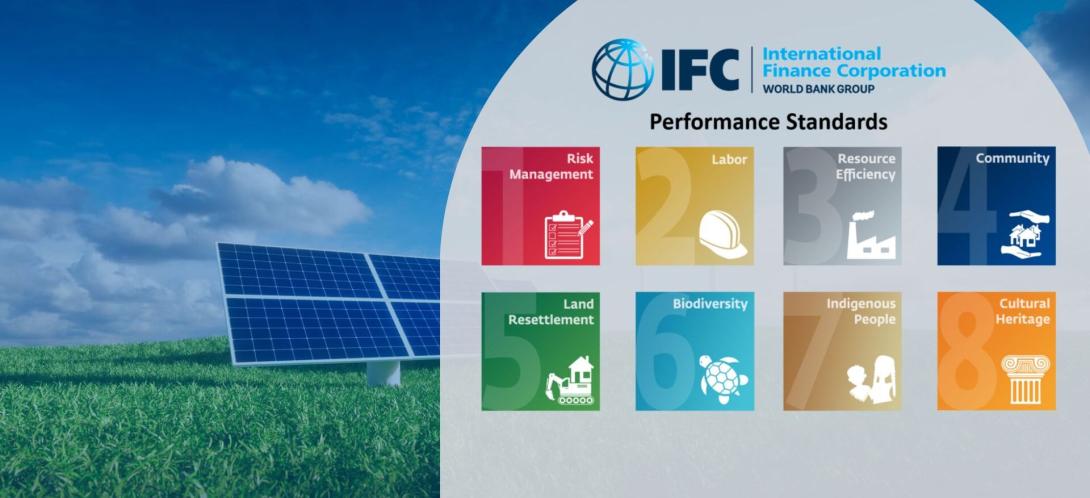 IFC
International
Finance Corporation
WORLD BANK GROUP
Performance Standards
1
Risk
Management
2
Labor
3
Resource
Efficiency
4
Community
5
Land
Resettlement
6
Biodiversity
7
Indigenous
People
8
Cultural
Heritage